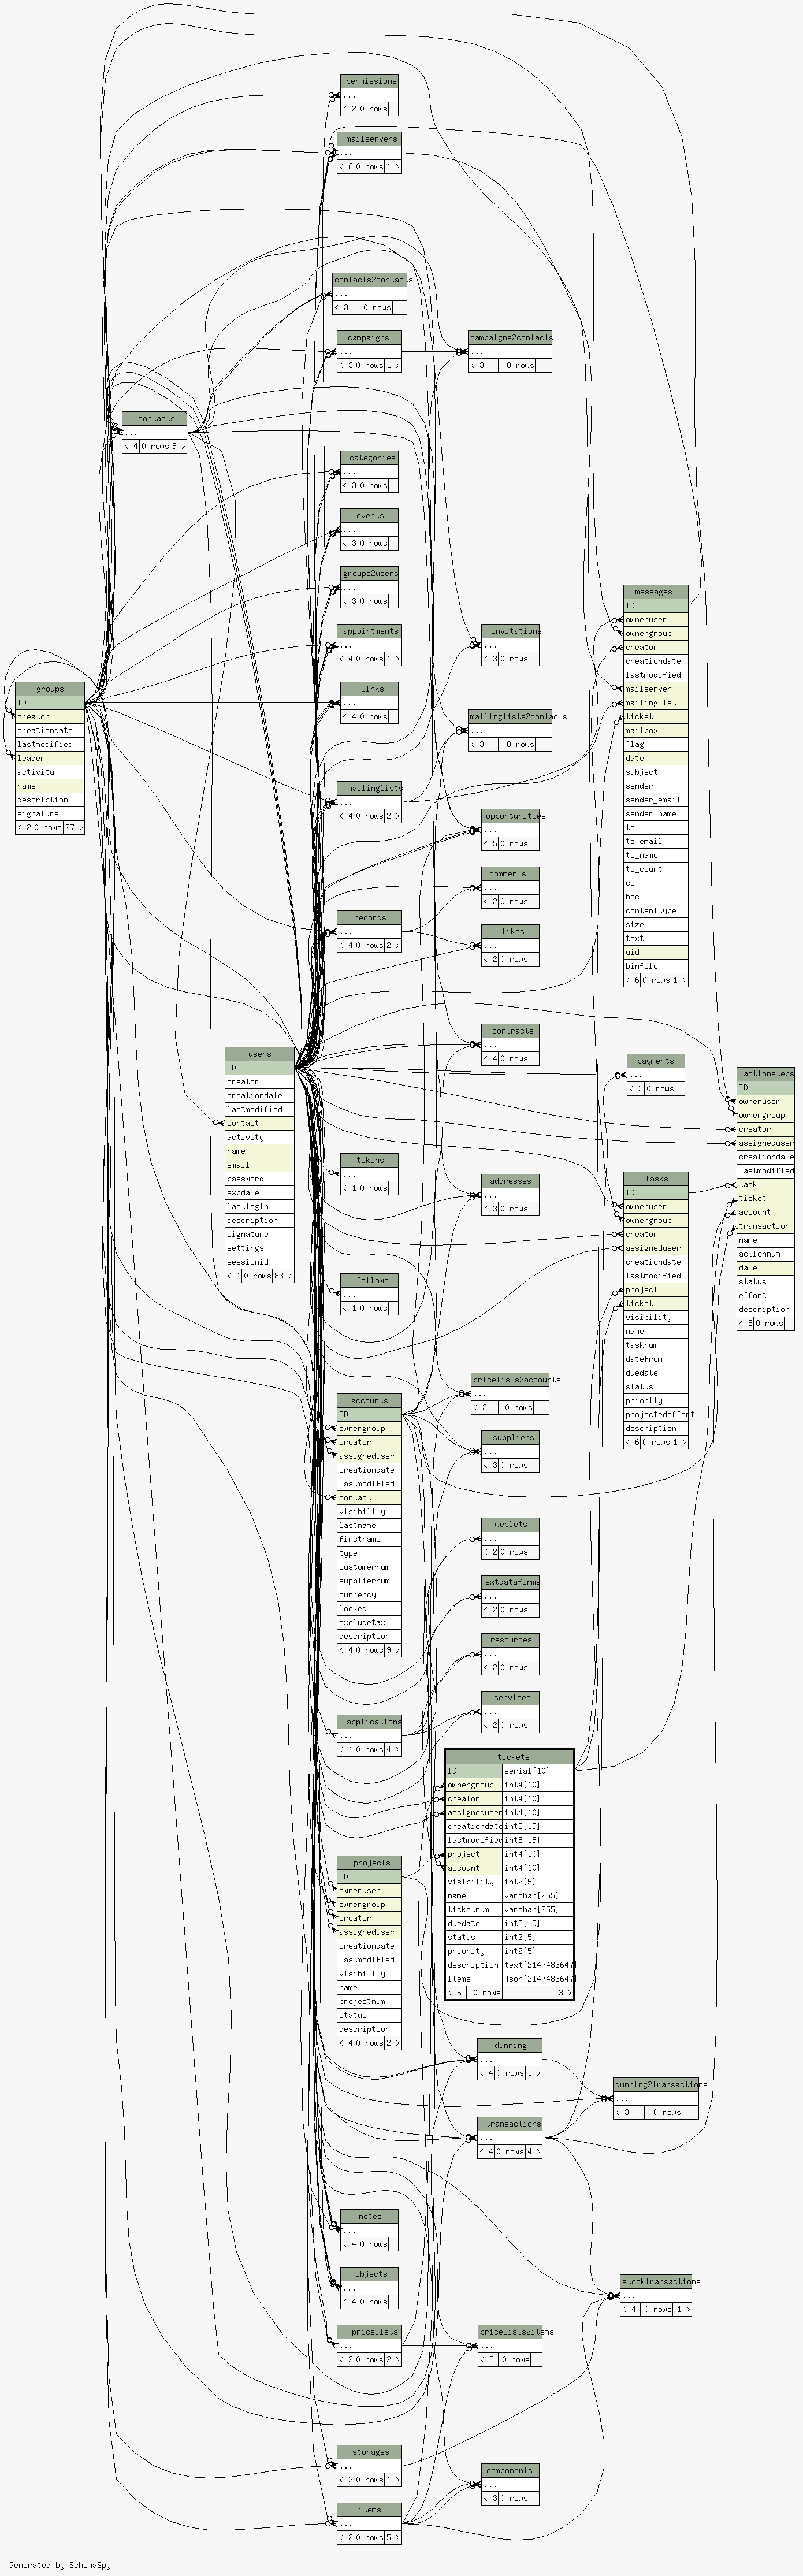 permissions
...
< 2 0 rows
mailservers
...
< 6 0 rows 1 >
contacts2contacts
...
< 3 0 rows
campaigns
...
< 3 0 rows 1 >
campaigns2contacts
...
< 3 0 rows
contacts
...
< 4 0 rows 9 >
categories
...
< 3 0 rows
events
...
< 3 0 rows
groups2users
...
< 3 0 rows
appointments
...
< 4 0 rows 1 >
invitations
...
< 3 0 rows
links
...
< 4 0 rows
mailinglists2contacts
...
< 3 0 rows
mailinglists
...
< 4 0 rows 2 >
opportunities
...
< 5 0 rows
comments
...
< 2 0 rows
records
...
< 4 0 rows 2 >
likes
...
< 2 0 rows
groups
ID
creator
creationdate
lastmodified
leader
activity
name
description
signature
< 2 0 rows 27 >
messages
ID
owneruser
ownergroup
creator
creationdate
lastmodified
mailserver
mailinglist
ticket
mailbox
flag
date
subject
sender
sender_email
sender_name
to
to_email
to_name
to_count
cc
bcc
contenttype
size
text
uid
binfile
< 6 0 rows 1 >
contracts
...
< 4 0 rows
users
ID
creator
creationdate
lastmodified
contact
activity
name
email
password
expdate
lastlogin
description
signature
settings
sessionid
< 1 0 rows 83 >
payments
...
< 3 0 rows
actionsteps
ID
owneruser
ownergroup
creator
assigneduser
creationdate
lastmodified
task
ticket
account
transaction
name
actionnum
date
status
effort
description
< 8 0 rows
tokens
...
< 1 0 rows
addresses
...
< 3 0 rows
tasks
ID
owneruser
ownergroup
creator
assigneduser
creationdate
lastmodified
project
ticket
visibility
name
tasknum
datefrom
duedate
status
priority
projectedeffort
description
< 6 0 rows 1 >
follows
...
< 1 0 rows
pricelists2accounts
...
< 3 0 rows
accounts
ID
ownergroup
creator
assigneduser
creationdate
lastmodified
contact
visibility
lastname
firstname
type
customernum
suppliernum
currency
locked
excludetax
description
< 4 0 rows 9 >
suppliers
...
< 3 0 rows
weblets
...
< 2 0 rows
extdataforms
...
< 2 0 rows
resources
...
< 2 0 rows
services
...
< 2 0 rows
applications
...
< 1 0 rows 4 >
tickets
ID serial[10]
ownergroup int4[10]
creator int4[10]
assigneduser int4[10]
creationdate int8[19]
lastmodified int8[19]
project int4[10]
account int4[10]
visibility int2[5]
name varchar[255]
ticketnum varchar[255]
duedate int8[19]
status int2[5]
priority int2[5]
description text[2147483647]
items json[2147483647]
< 5 0 rows 3 >
projects
ID
owneruser
ownergroup
creator
assigneduser
creationdate
lastmodified
visibility
name
projectnum
status
description
< 4 0 rows 2 >
dunning
...
< 4 0 rows 1 >
dunning2transactions
...
< 3 0 rows
transactions
...
< 4 0 rows 4 >
notes
...
< 4 0 rows
objects
...
< 4 0 rows
stocktransactions
...
< 4 0 rows 1 >
pricelists
...
< 2 0 rows 2 >
pricelists2items
...
< 3 0 rows
storages
...
< 2 0 rows 1 >
components
...
< 3 0 rows
items
...
< 2 0 rows 5 >
Generated by SchemaSpy